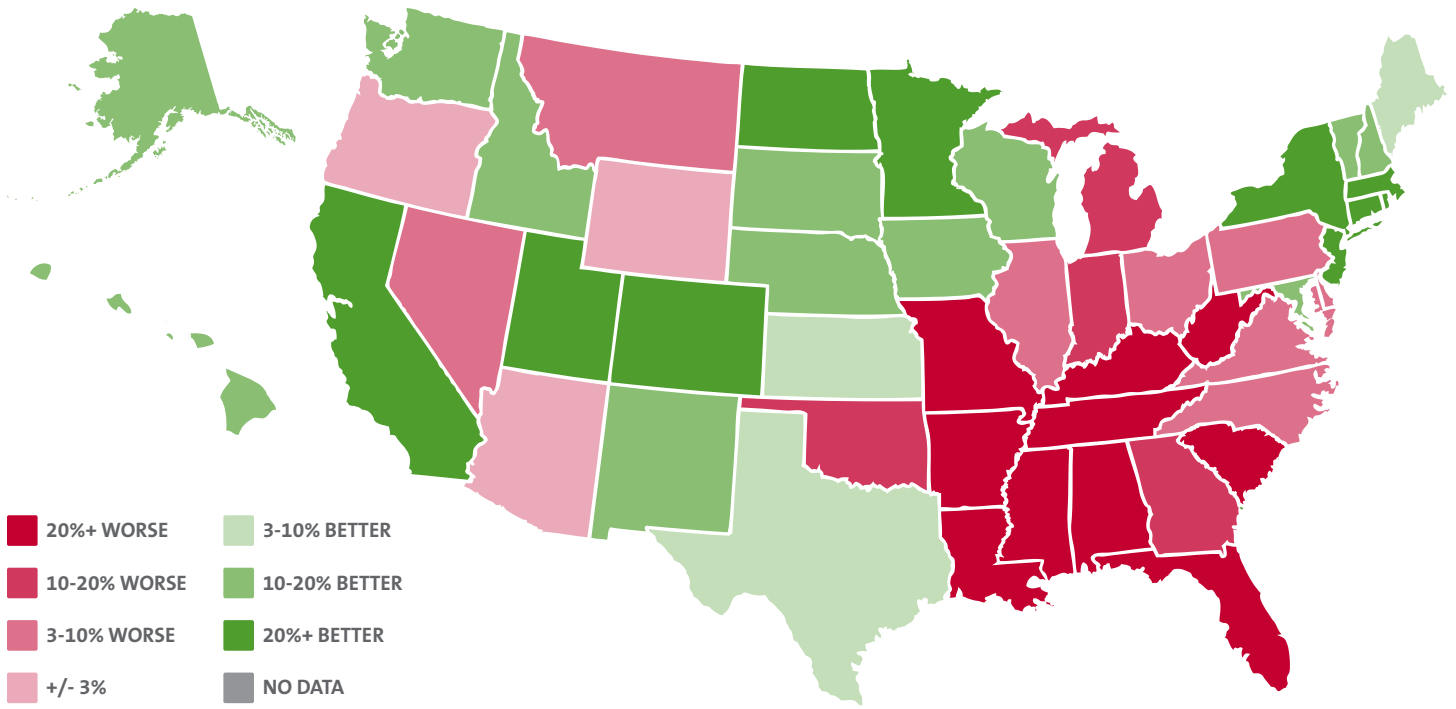 20%+ WORSE
10-20% WORSE
3-10% WORSE
+/- 3%
3-10% BETTER
10-20% BETTER
20%+ BETTER
NO DATA